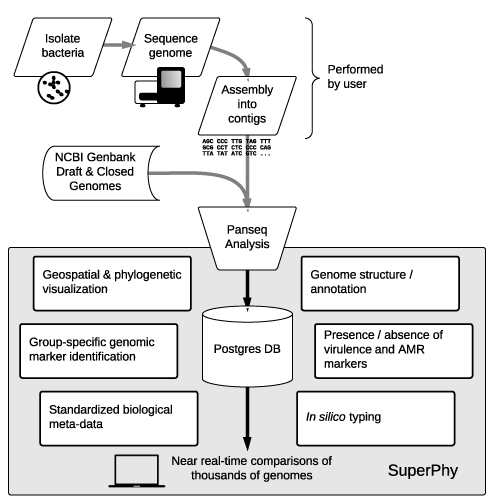 Isolate
bacteria
Sequence
genome
Assembly
into
contigs
Performed
by user
AGC CCC TTG TAG TTT
GCG CCT CTC CCC CAG
TTA TAT ATC GTC ...
NCBI Genbank
Draft & Closed
Genomes
Panseq
Analysis
Geospatial & phylogenetic
visualization
Genome structure /
annotation
Group-specific genomic
marker identification
Postgres DB
Presence / absence of
virulence and AMR
markers
Standardized biological
meta-data
In silico typing
Near real-time comparisons of
thousands of genomes
SuperPhy